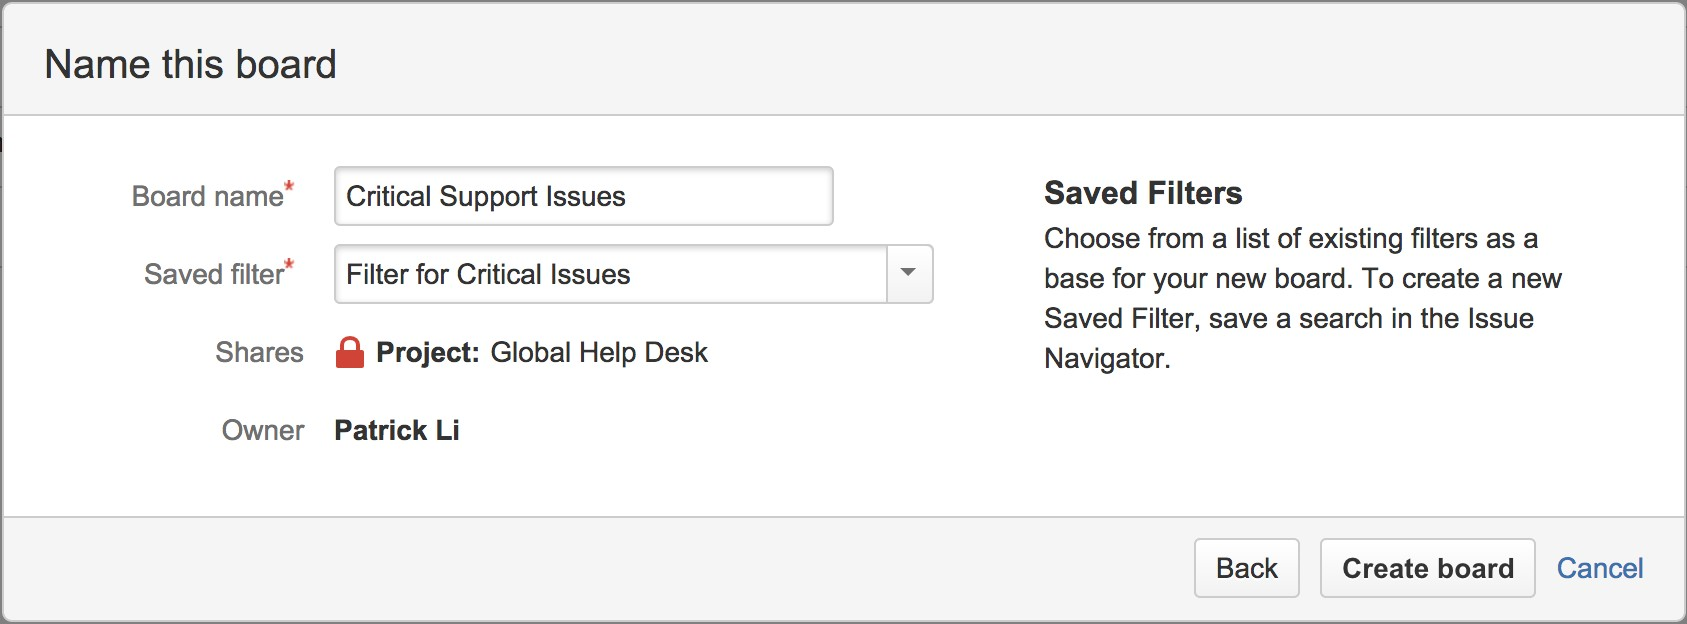 Name this board
Board name*
Critical Support Issues
Saved filter*
Filter for Critical Issues
Shares
Project: Global Help Desk
Owner
Patrick Li
Saved Filters
Choose from a list of existing filters as a
base for your new board. To create a new
Saved Filter, save a search in the Issue
Navigator.
Back
Create board
Cancel